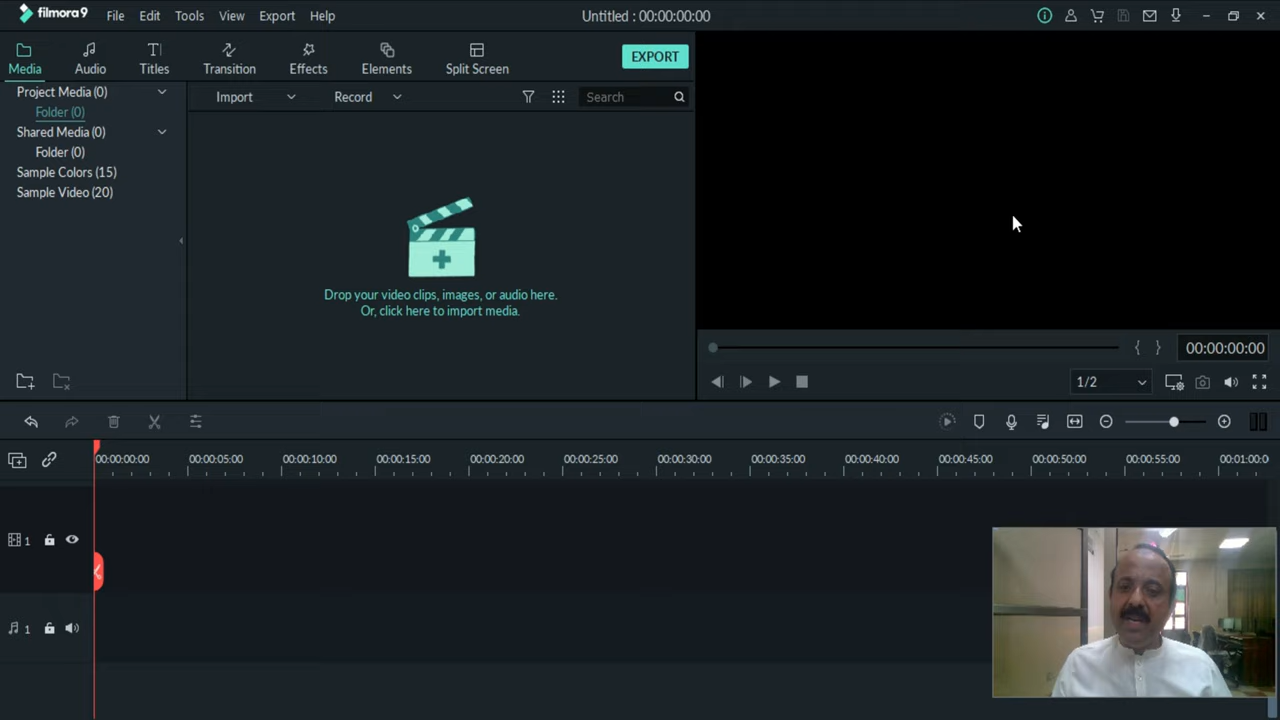 filmora9 File Edit Tools View Export Help Untitled : 00:00:00:00
Media Audio Titles Transition Effects Elements Split Screen EXPORT
Project Media (0)
Folder (0)
Shared Media (0)
Folder (0)
Sample Colors (15)
Sample Video (20)
Import Record Search
Drop your video clips, images, or audio here.
Or, click here to import media.
{ } 00:00:00:00
1/2
00:00:00:00 00:00:05:00 00:00:10:00 00:00:15:00 00:00:20:00 00:00:25:00 00:00:30:00 00:00:35:00 00:00:40:00 00:00:45:00 00:00:50:00 00:00:55:00 00:01:00:0
1
1